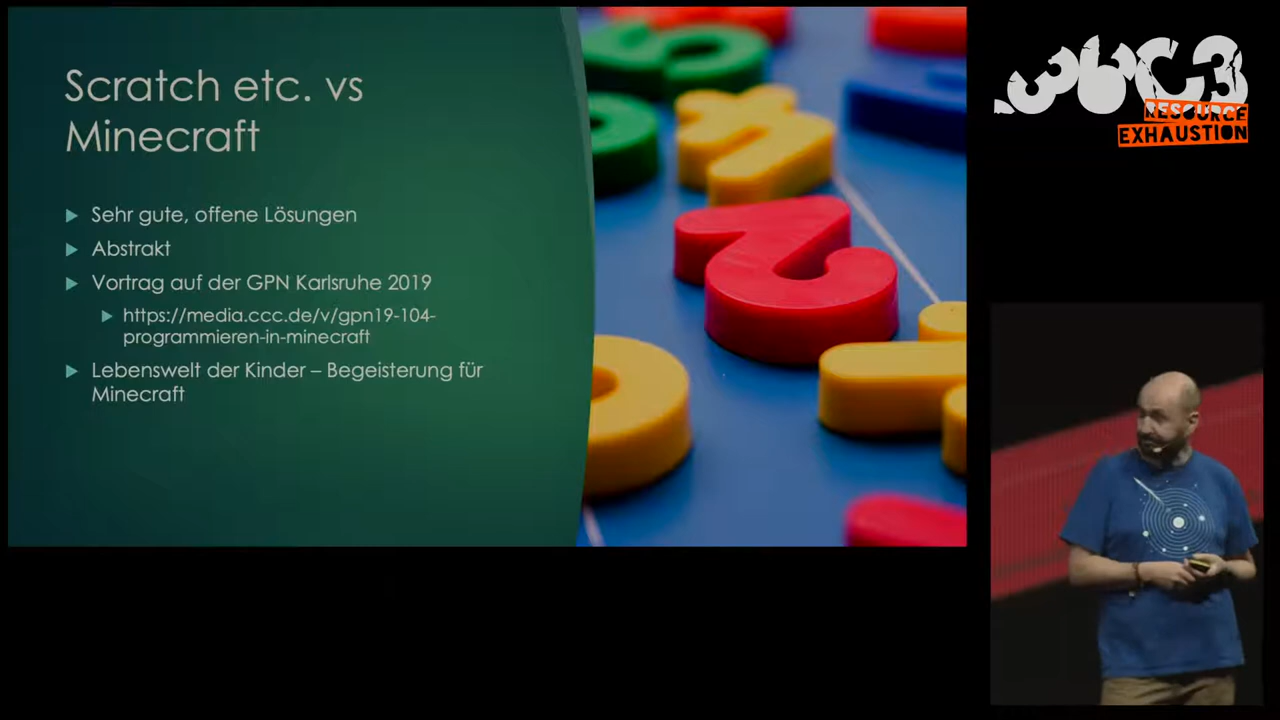 Scratch etc. vs
Minecraft
Sehr gute, offene Lösungen
Abstrakt
Vortrag auf der GPN Karlsruhe 2019
https://media.ccc.de/v/gpn19-104-
programmieren-in-minecraft
Lebenswelt der Kinder – Begeisterung für
Minecraft
36C3
RESOURCE
EXHAUSTION